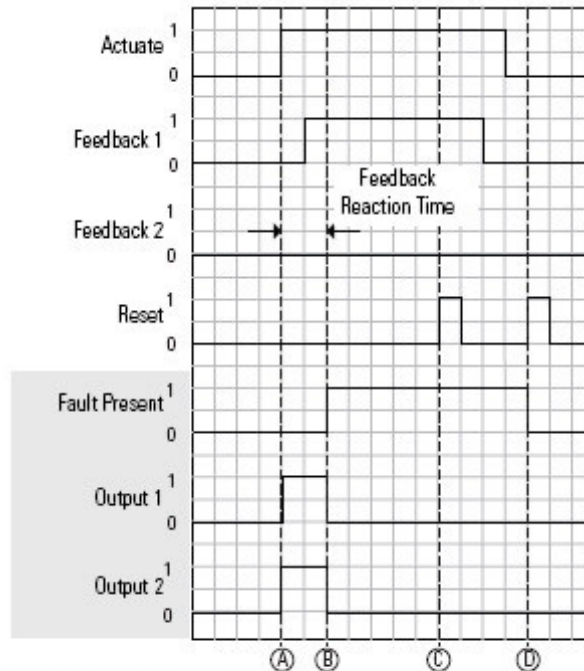 Actuate
1
0
Feedback 1
1
0
Feedback
Reaction Time
Feedback 2
1
0
Reset
1
0
Fault Present
1
0
Output 1
1
0
Output 2
1
0
A B C D